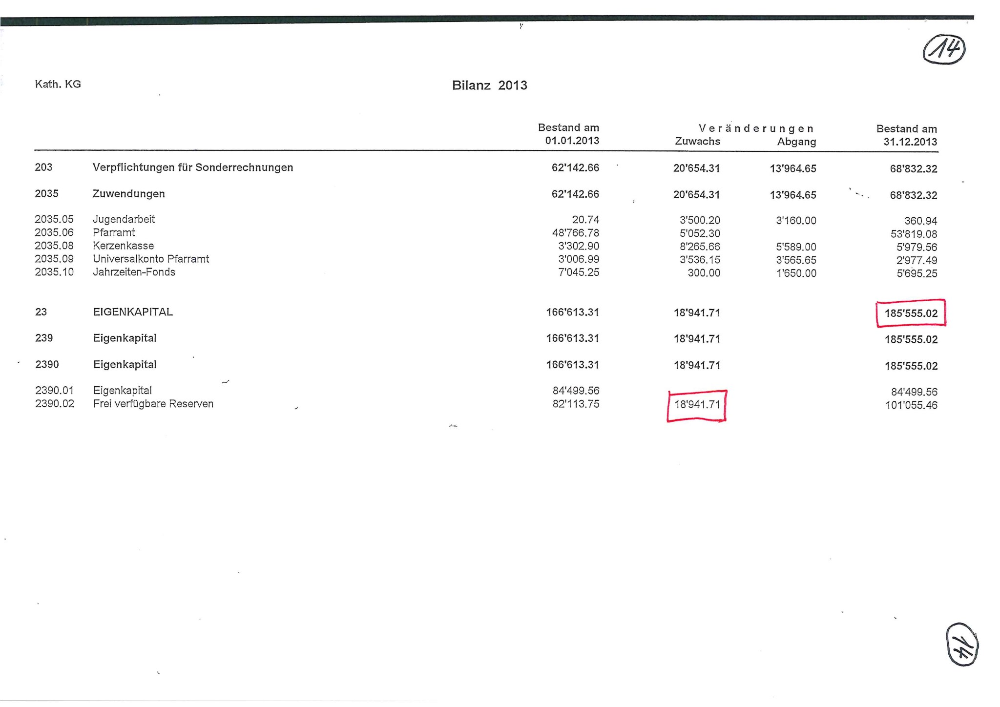 14
Kath. KG Bilanz 2013
Bestand am Veränderungen Bestand am
01.01.2013 Zuwachs Abgang 31.12.2013
203 Verpflichtungen für Sonderrechnungen 62'142.66 20'654.31 13'964.65 68'832.32
2035 Zuwendungen 62'142.66 20'654.31 13'964.65 68'832.32
2035.05 Jugendarbeit 20.74 3'500.20 3'160.00 360.94
2035.06 Pfarramt 48'766.78 5'052.30 53'819.08
2035.08 Kerzenkasse 3'302.90 8'265.66 5'589.00 5'979.56
2035.09 Universalkonto Pfarramt 3'006.99 3'536.15 3'565.65 2'977.49
2035.10 Jahrzeiten-Fonds 7'045.25 300.00 1'650.00 5'695.25
23 EIGENKAPITAL 166'613.31 18'941.71 185'555.02
239 Eigenkapital 166'613.31 18'941.71 185'555.02
2390 Eigenkapital 166'613.31 18'941.71 185'555.02
2390.01 Eigenkapital 84'499.56 84'499.56
2390.02 Frei verfügbare Reserven 82'113.75 18'941.71 101'055.46
14